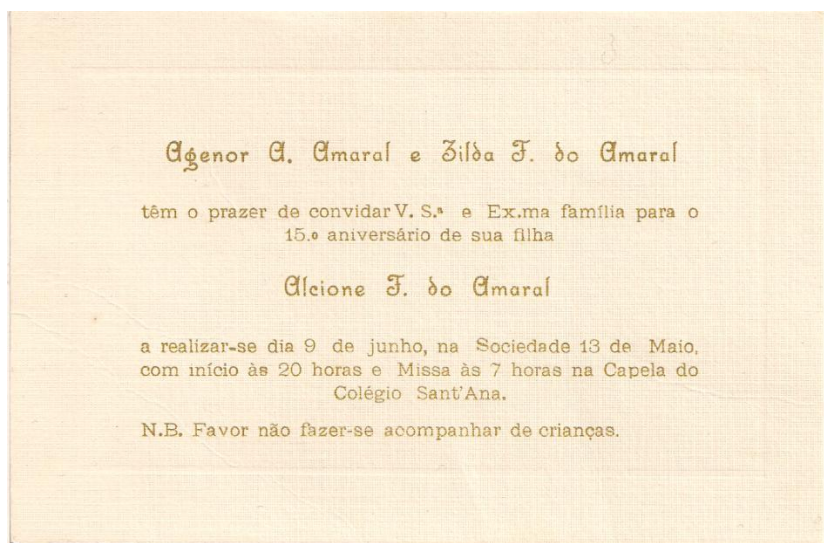 Agenor A. Amaral e Zilda F. do Amaral
têm o prazer de convidar V. S.ª e Ex.ma família para o
15.º aniversário de sua filha
Alcione F. do Amaral
a realizar-se dia 9 de junho, na Sociedade 13 de Maio,
com início às 20 horas e Missa às 7 horas na Capela do
Colégio Sant'Ana.
N.B. Favor não fazer-se acompanhar de crianças.